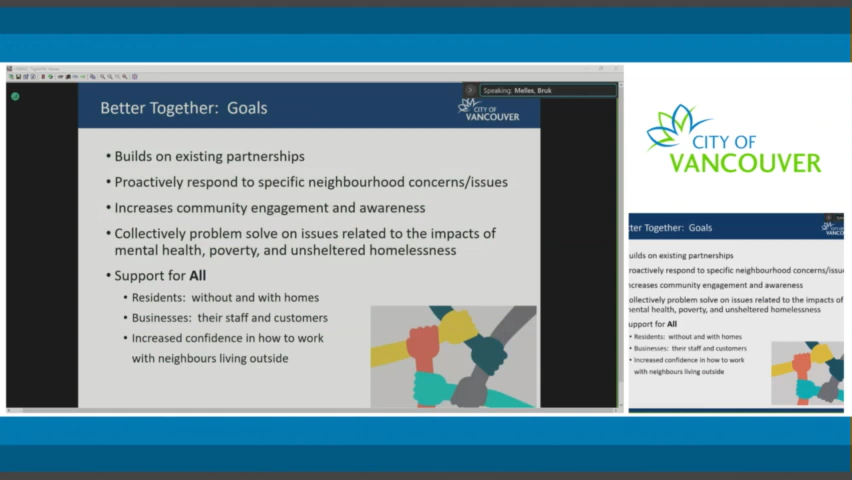 Speaking: Melles, Bruk
Better Together: Goals
CITY OF
VANCOUVER
• Builds on existing partnerships
• Proactively respond to specific neighbourhood concerns/issues
• Increases community engagement and awareness
• Collectively problem solve on issues related to the impacts of
mental health, poverty, and unsheltered homelessness
• Support for All
• Residents: without and with homes
• Businesses: their staff and customers
• Increased confidence in how to work
with neighbours living outside
CITY OF
VANCOUVER
ter Together: Goals
CITY OF
VANCO
uilds on existing partnerships
roactively respond to specific neighbourhood concerns/issu
ncreases community engagement and awareness
ollectively problem solve on issues related to the impacts of
mental health, poverty, and unsheltered homelessness
upport for All
• Residents: without and with homes
• Businesses: their staff and customers
• Increased confidence in how to work
with neighbours living outside